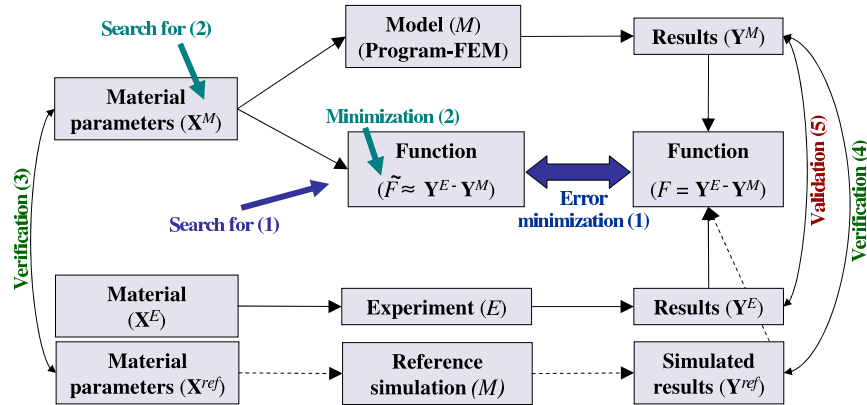 Search for (2)
Model (M)
(Program-FEM)
Results (Y^M)
Material
parameters (X^M)
Minimization (2)
Function
(F̃ ≈ Y^E - Y^M)
Function
(F = Y^E - Y^M)
Error
minimization (1)
Search for (1)
Verification (3)
Validation (5)
Verification (4)
Material
(X^E)
Experiment (E)
Results (Y^E)
Material
parameters (X^ref)
Reference
simulation (M)
Simulated
results (Y^ref)